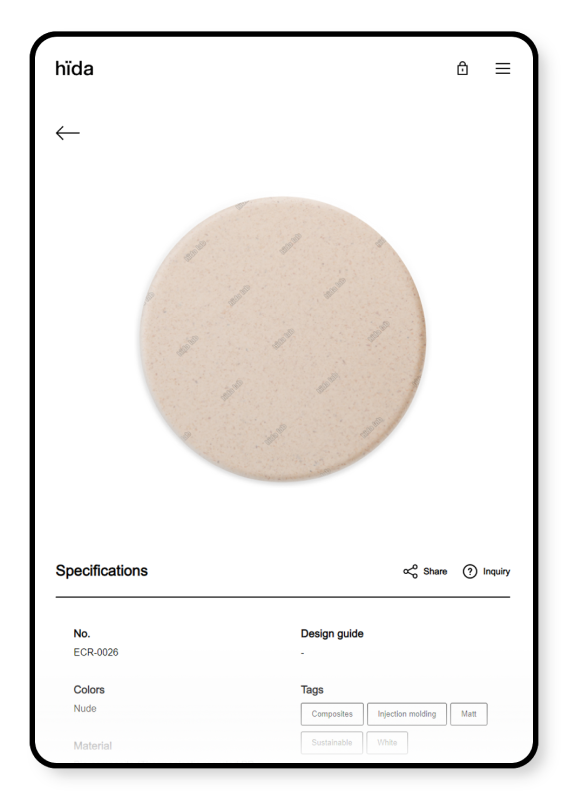 hïda
Specifications
Share
Inquiry
No.
ECR-0026
Design guide
-
Colors
Nude
Tags
Composites
Injection molding
Matt
Sustainable
White
Material